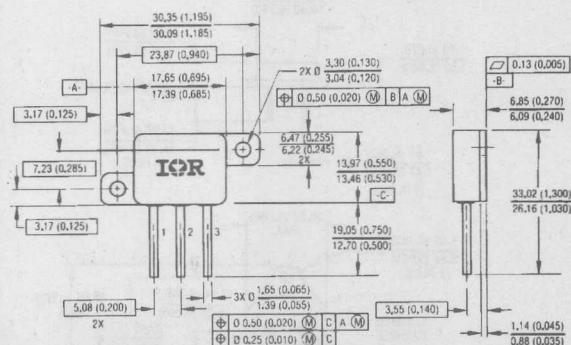 30,35 (1.195)
30.09 (1.185)
23,87 (0,940)
17,65 (0,695)
17,39 (0,685)
-A-
3,17 (0,125)
2X Ø 3,30 (0.130)
3,04 (0,120)
⌖ Ø 0,50 (0,020) Ⓜ B A Ⓜ
6,47 (0,255)
6,22 (0,245)
2X
13,97 (0,550)
13,46 (0,530)
-C-
7,23 (0,285)
IOR
3,17 (0,125)
1 2 3
19,05 (0,750)
12,70 (0,500)
5,08 (0,200)
2X
3X Ø 1,65 (0,065)
1,39 (0,055)
⌖ Ø 0,50 (0,020) Ⓜ C A Ⓜ
⌖ Ø 0,25 (0,010) Ⓜ C
⏥ 0.13 (0,005)
-B-
6,85 (0,270)
6,09 (0,240)
33,02 (1,300)
26,16 (1,030)
3,55 (0,140)
1,14 (0,045)
0,88 (0,035)